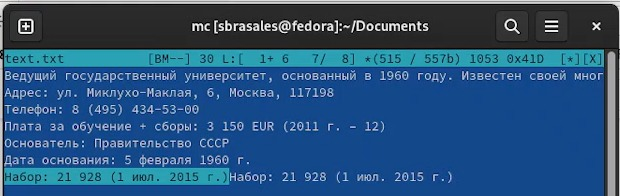 mc [sbrasales@fedora]:~/Documents
text.txt [BM--] 30 L:[ 1+ 6 7/ 8] *(515 / 557b) 1053 0x41D [*][X]
Ведущий государственный университет, основанный в 1960 году. Известен своей мног
Адрес: ул. Миклухо-Маклая, 6, Москва, 117198
Телефон: 8 (495) 434-53-00
Плата за обучение + сборы: 3 150 EUR (2011 г. – 12)
Основатель: Правительство СССР
Дата основания: 5 февраля 1960 г.
Набор: 21 928 (1 июл. 2015 г.)Набор: 21 928 (1 июл. 2015 г.)